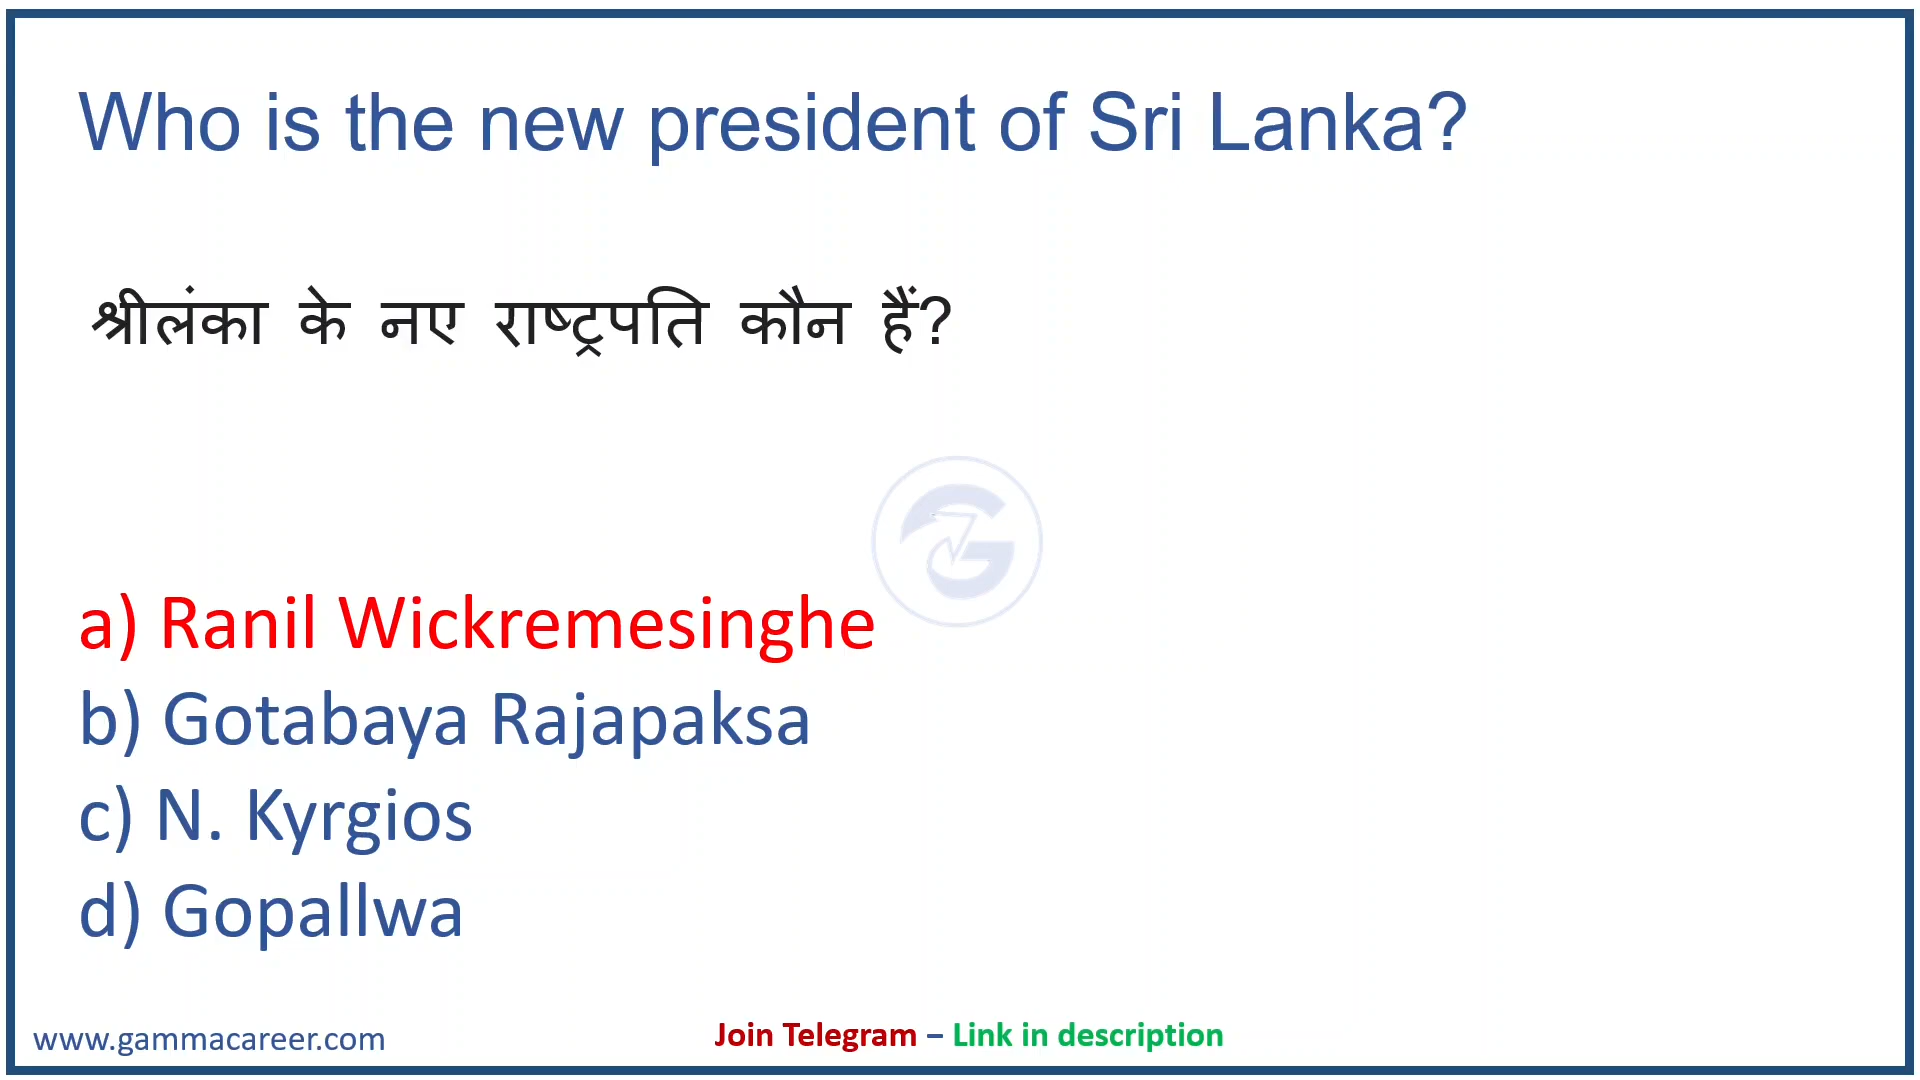 Who is the new president of Sri Lanka?
श्रीलंका के नए राष्ट्रपति कौन हैं?
a) Ranil Wickremesinghe
b) Gotabaya Rajapaksa
c) N. Kyrgios
d) Gopallwa
www.gammacareer.com
Join Telegram – Link in description